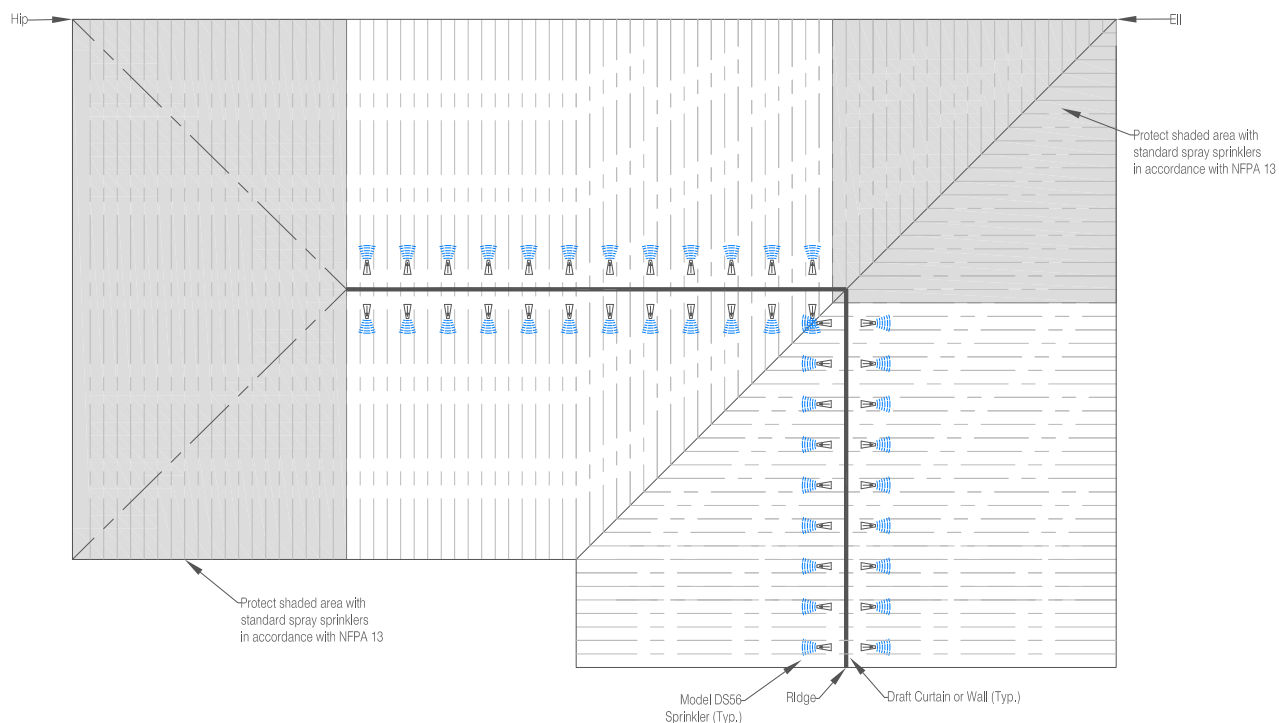 Hip
Ell
Protect shaded area with
standard spray sprinklers
in accordance with NFPA 13
Protect shaded area with
standard spray sprinklers
in accordance with NFPA 13
Model DS56
Sprinkler (Typ.)
RIdge
Draft Curtain or Wall (Typ.)